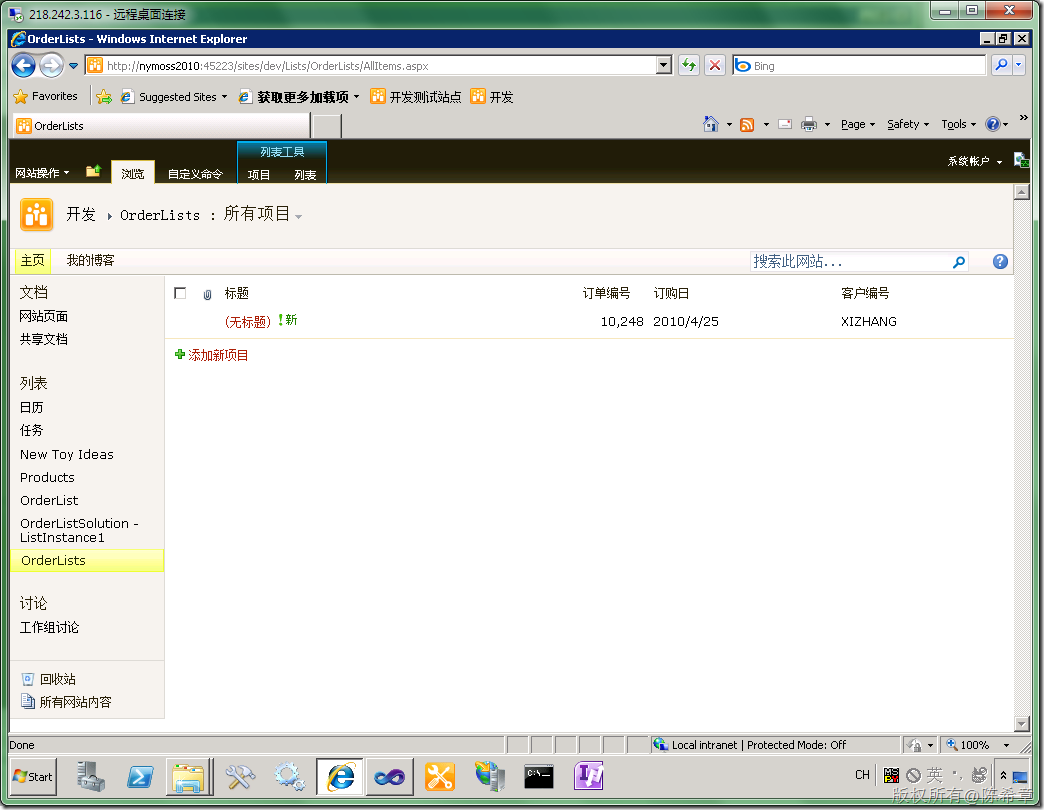 218.242.3.116 - 远程桌面连接
OrderLists - Windows Internet Explorer
http://nymoss2010:45223/sites/dev/Lists/OrderLists/AllItems.aspx
Bing
Favorites
Suggested Sites
获取更多加载项
开发测试站点
开发
OrderLists
Page
Safety
Tools
列表工具
系统帐户
网站操作
浏览
自定义命令
项目
列表
开发
OrderLists : 所有项目
主页
我的博客
搜索此网站...
文档
网站页面
共享文档
列表
日历
任务
New Toy Ideas
Products
OrderList
OrderListSolution -
ListInstance1
OrderLists
讨论
工作组讨论
回收站
所有网站内容
标题 订单编号 订购日 客户编号
(无标题) !新 10,248 2010/4/25 XIZHANG
添加新项目
Done
Local intranet | Protected Mode: Off
100%
Start
CH
英
版权所有@陈希章